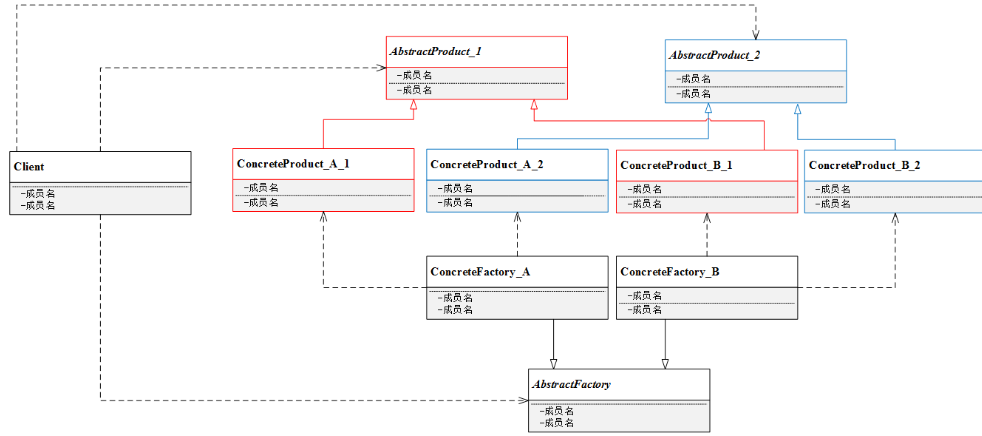 AbstractProduct_1
-成员名
-成员名
AbstractProduct_2
-成员名
-成员名
Client
-成员名
-成员名
ConcreteProduct_A_1
-成员名
-成员名
ConcreteProduct_A_2
-成员名
-成员名
ConcreteProduct_B_1
-成员名
-成员名
ConcreteProduct_B_2
-成员名
-成员名
ConcreteFactory_A
-成员名
-成员名
ConcreteFactory_B
-成员名
-成员名
AbstractFactory
-成员名
-成员名